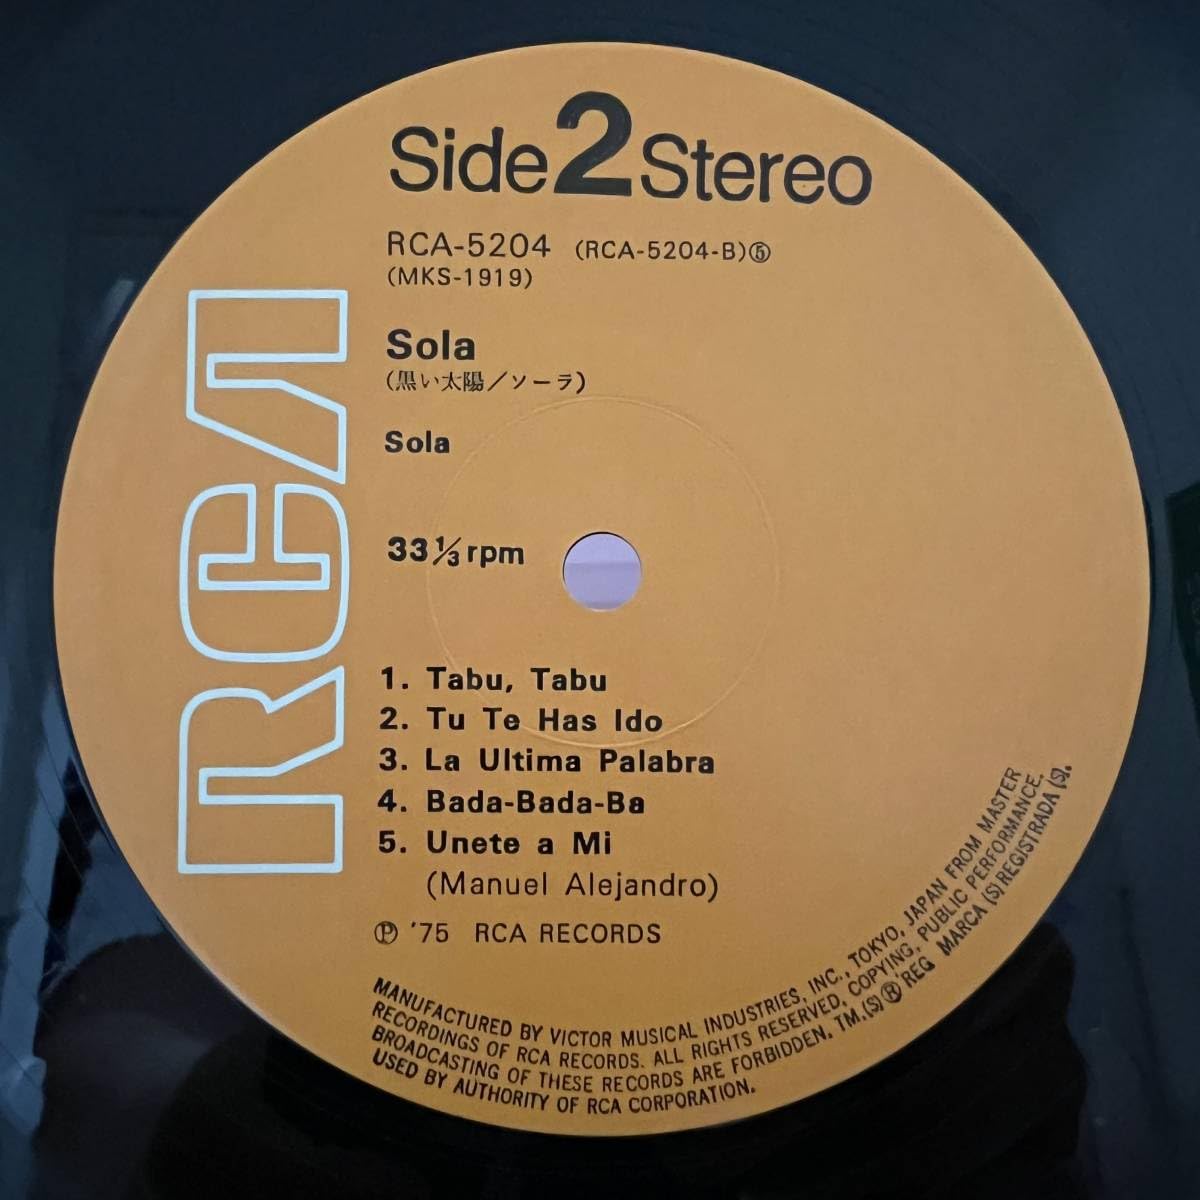 Side 2 Stereo
RCA-5204 (RCA-5204-B)⑤
(MKS-1919)
Sola
(黒い太陽/ソーラ)
Sola
33 1/3 rpm
RCA
1. Tabu, Tabu
2. Tu Te Has Ido
3. La Ultima Palabra
4. Bada-Bada-Ba
5. Unete a Mi
(Manuel Alejandro)
Ⓟ '75 RCA RECORDS
MANUFACTURED BY VICTOR MUSICAL INDUSTRIES, INC., TOKYO, JAPAN FROM MASTER
RECORDINGS OF RCA RECORDS. ALL RIGHTS RESERVED, COPYING, PUBLIC PERFORMANCE,
BROADCASTING OF THESE RECORDS ARE FORBIDDEN. TM.(S)® REG MARCA (S) REGISTRADA (S).
USED BY AUTHORITY OF RCA CORPORATION.